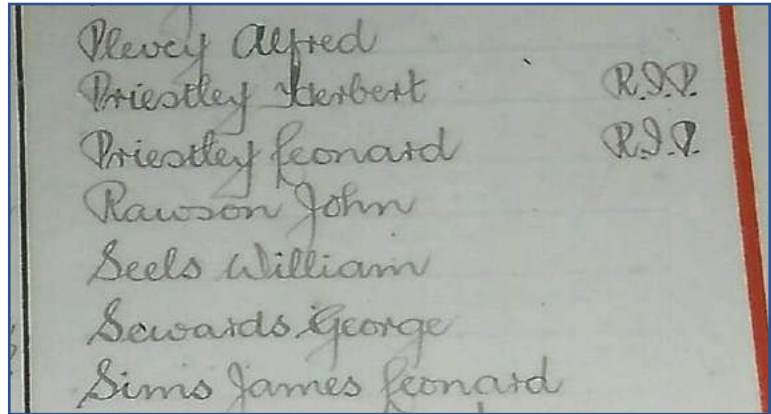 Plevey Alfred
Priestley Herbert R.I.P.
Priestley Leonard R.I.P.
Rawson John
Seels William
Sewards George
Sims James Leonard